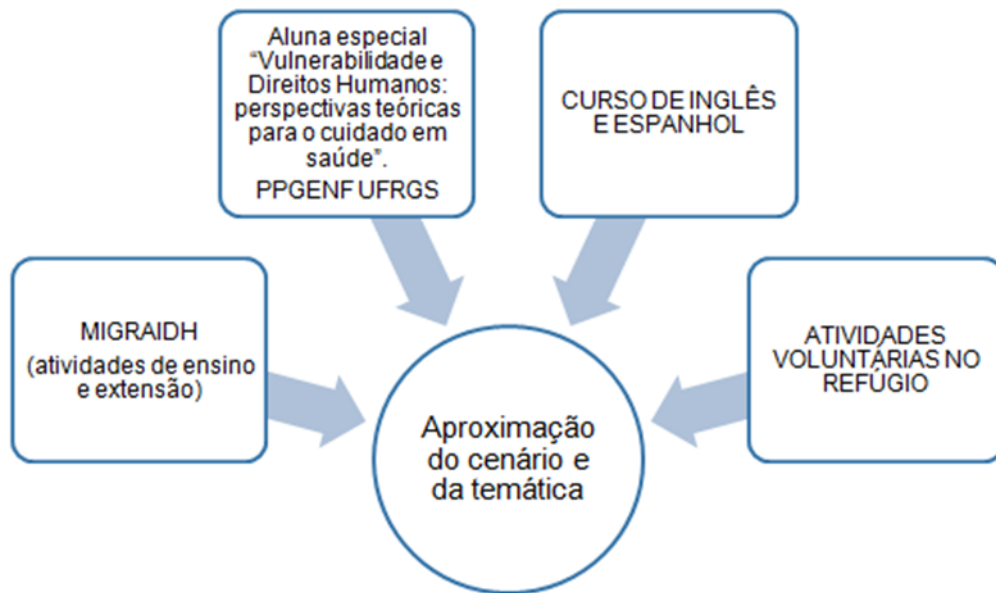 Aluna especial
“Vulnerabilidade e
Direitos Humanos:
perspectivas teóricas
para o cuidado em
saúde”.
PPGENF UFRGS
CURSO DE INGLÊS
E ESPANHOL
MIGRAIDH
(atividades de ensino
e extensão)
ATIVIDADES
VOLUNTÁRIAS NO
REFÚGIO
Aproximação
do cenário e
da temática